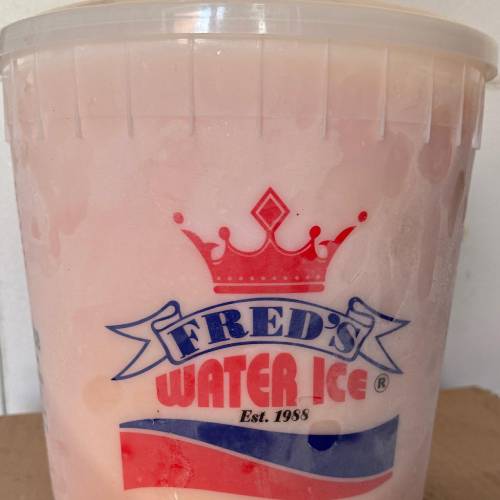 FRED'S
WATER ICE®
Est. 1988